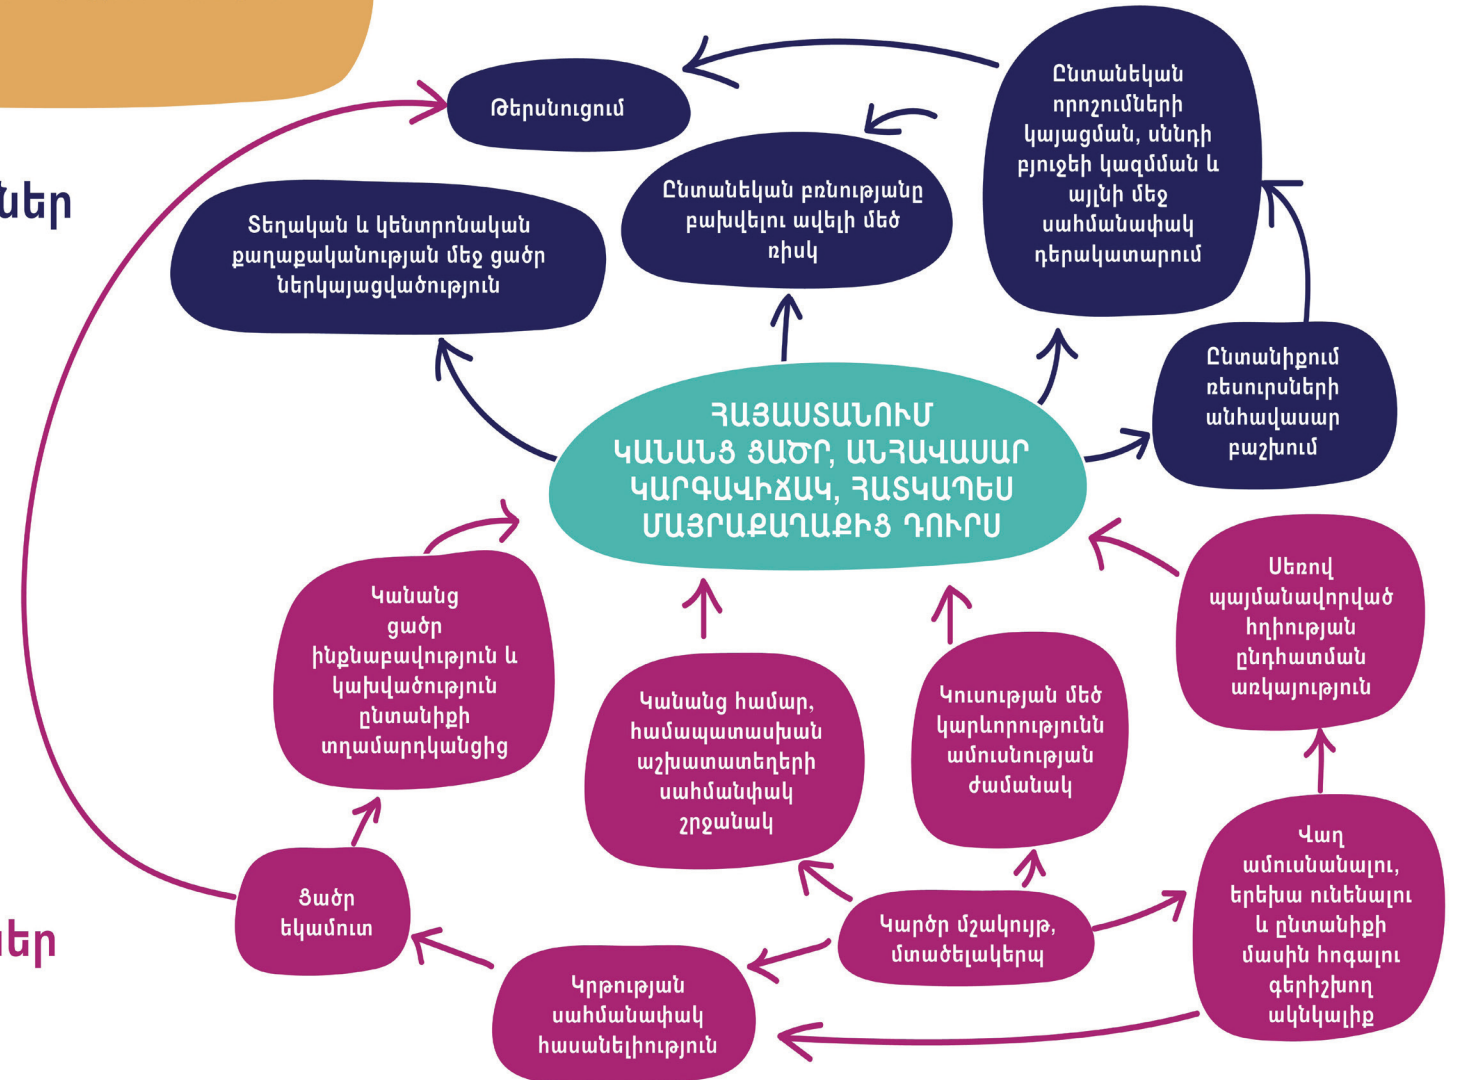 Թերսնուցում
Ընտանեկան
որոշումների
կայացման, սննդի
բյուջեի կազմման և
այլնի մեջ
սահմանափակ
դերակատարում
Ընտանեկան բռնությանը
բախվելու ավելի մեծ
ռիսկ
Տեղական և կենտրոնական
քաղաքականության մեջ ցածր
ներկայացվածություն
Ընտանիքում
ռեսուրսների
անհավասար
բաշխում
ՀԱՅԱՍՏԱՆՈՒՄ
ԿԱՆԱՆՑ ՑԱԾՐ, ԱՆՀԱՎԱՍԱՐ
ԿԱՐԳԱՎԻՃԱԿ, ՀԱՏԿԱՊԵՍ
ՄԱՅՐԱՔԱՂԱՔԻՑ ԴՈՒՐՍ
Կանանց
ցածր
ինքնաբավություն և
կախվածություն
ընտանիքի
տղամարդկանցից
Կանանց համար,
համապատասխան
աշխատատեղերի
սահմանփակ
շրջանակ
Կուսության մեծ
կարևորությունն
ամուսնության
ժամանակ
Սեռով
պայմանավորված
հղիության
ընդհատման
առկայություն
Վաղ
ամուսնանալու,
երեխա ունենալու
և ընտանիքի
մասին հոգալու
գերիշխող
ակնկալիք
Ցածր
եկամուտ
Կարծր մշակույթ,
մտածելակերպ
Կրթության
սահմանափակ
հասանելիություն